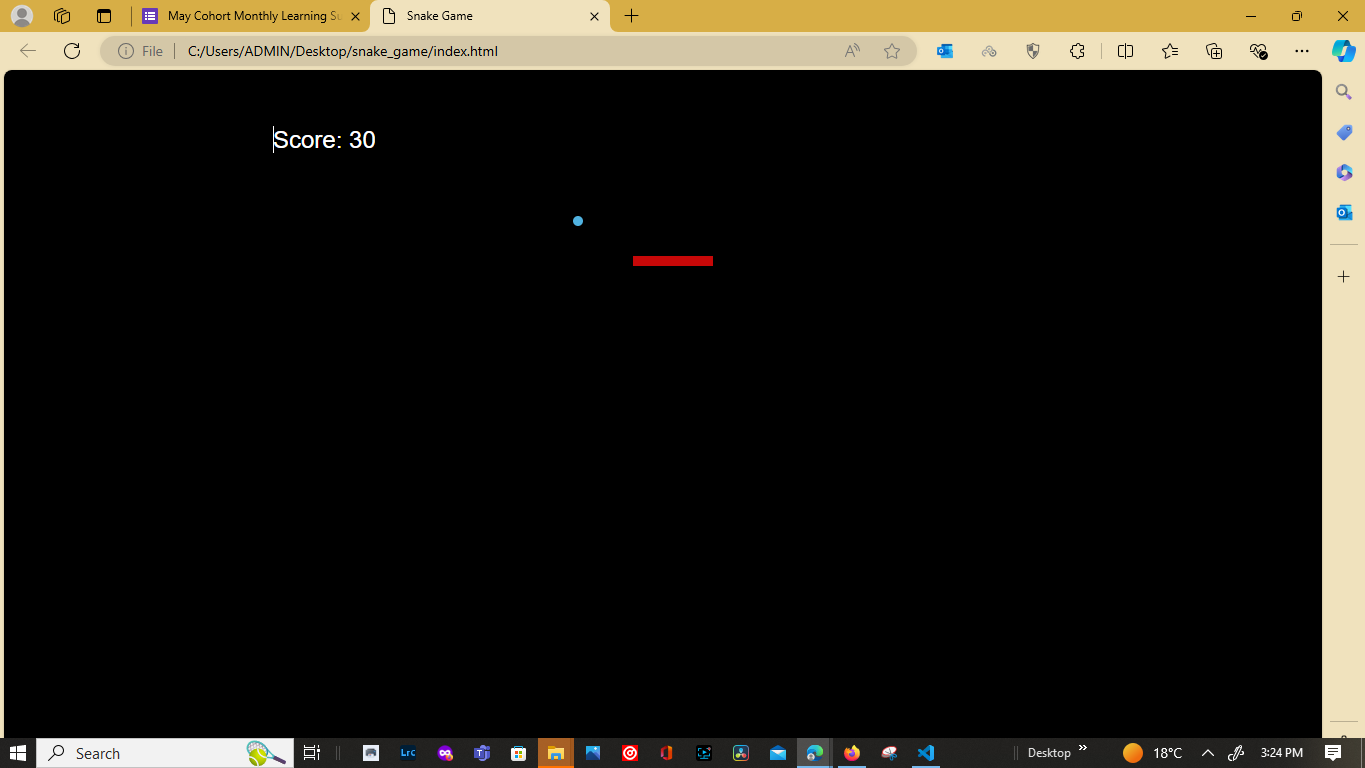 May Cohort Monthly Learning Su
Snake Game
File
C:/Users/ADMIN/Desktop/snake_game/index.html
Score: 30
Search
LrC
Desktop
18°C
3:24 PM